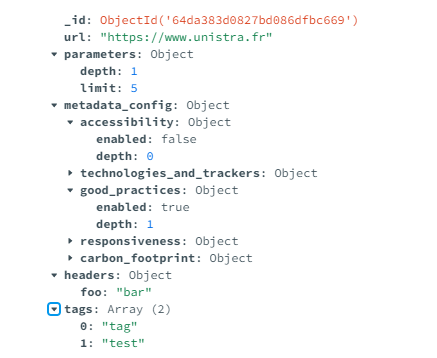 _id: ObjectId('64da383d0827bd086dfbc669')
url: "https://www.unistra.fr"
parameters: Object
depth: 1
limit: 5
metadata_config: Object
accessibility: Object
enabled: false
depth: 0
technologies_and_trackers: Object
good_practices: Object
enabled: true
depth: 1
responsiveness: Object
carbon_footprint: Object
headers: Object
foo: "bar"
tags: Array (2)
0: "tag"
1: "test"